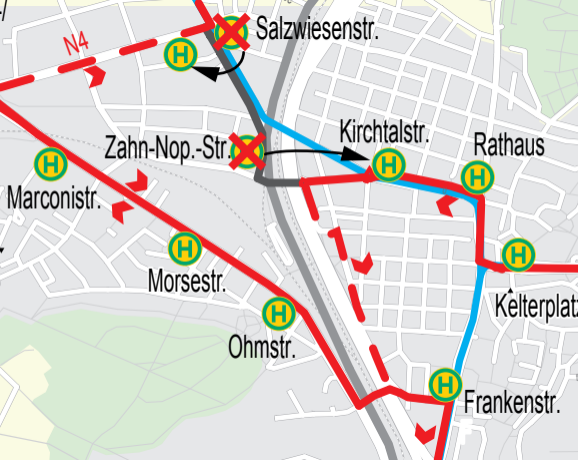 Salzwiesenstr.
N4
H
H
Kirchtalstr.
Zahn-Nop.-Str.
H
H
Rathaus
H
H
Marconistr.
H
H
Morsestr.
Kelterplatz
H
Ohmstr.
H
Frankenstr.